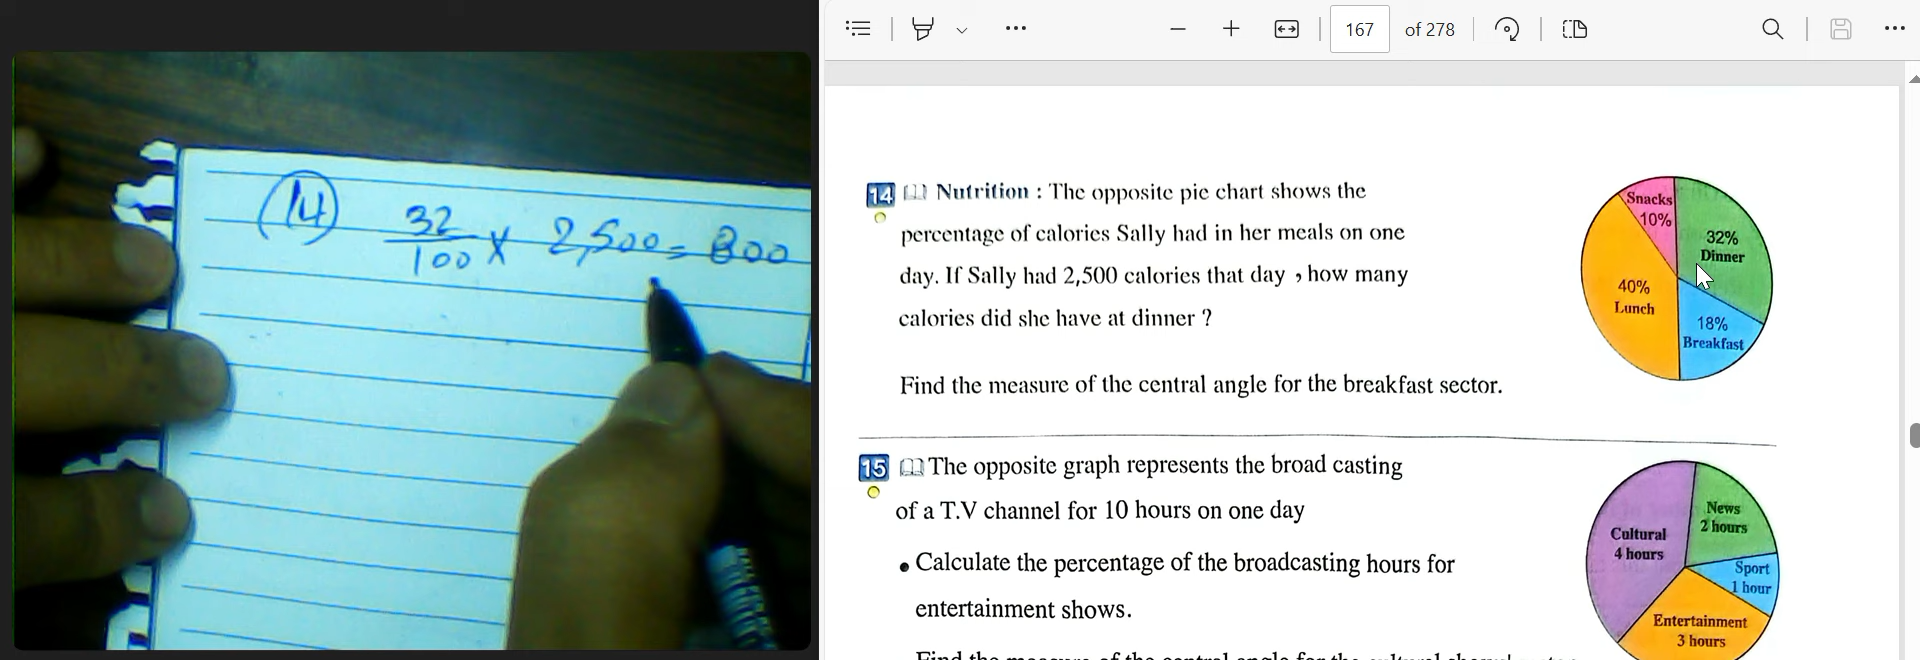 167 of 278
(14) 32/100 × 2,500 = 800
14 Nutrition : The opposite pie chart shows the
percentage of calories Sally had in her meals on one
day. If Sally had 2,500 calories that day , how many
calories did she have at dinner ?
Find the measure of the central angle for the breakfast sector.
Snacks
10%
32%
Dinner
40%
Lunch
18%
Breakfast
15 The opposite graph represents the broad casting
of a T.V channel for 10 hours on one day
• Calculate the percentage of the broadcasting hours for
entertainment shows.
News
2 hours
Cultural
4 hours
Sport
1 hour
Entertainment
3 hours